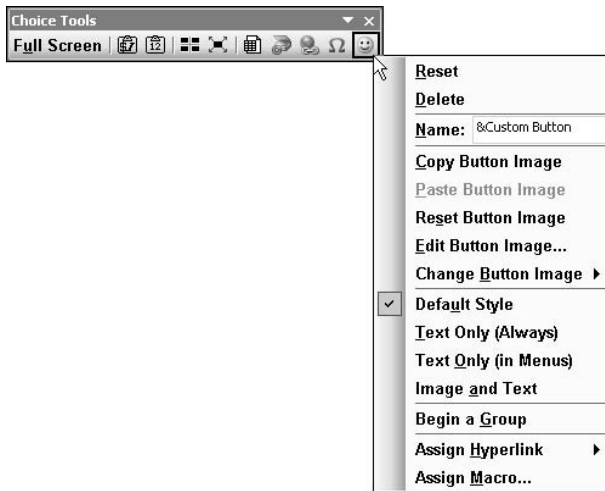 Choice Tools
Full Screen
12
Ω
Reset
Delete
Name: &Custom Button
Copy Button Image
Paste Button Image
Reset Button Image
Edit Button Image...
Change Button Image
Default Style
Text Only (Always)
Text Only (in Menus)
Image and Text
Begin a Group
Assign Hyperlink
Assign Macro...